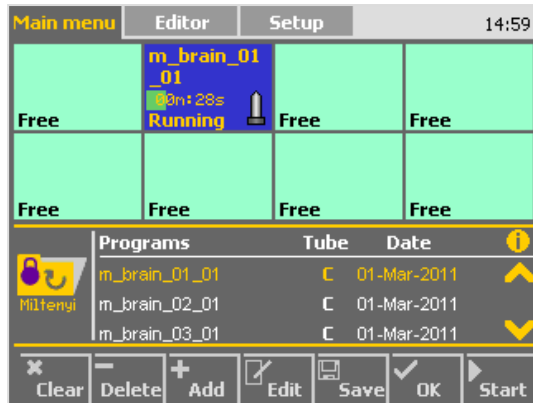 Main menu Editor Setup 14:59
m_brain_01
_01
00m:28s
Free Running Free Free
Free Free Free Free
Programs Tube Date i
m_brain_01_01 C 01-Mar-2011
Miltenyi m_brain_02_01 C 01-Mar-2011
m_brain_03_01 C 01-Mar-2011
Clear Delete Add Edit Save OK Start